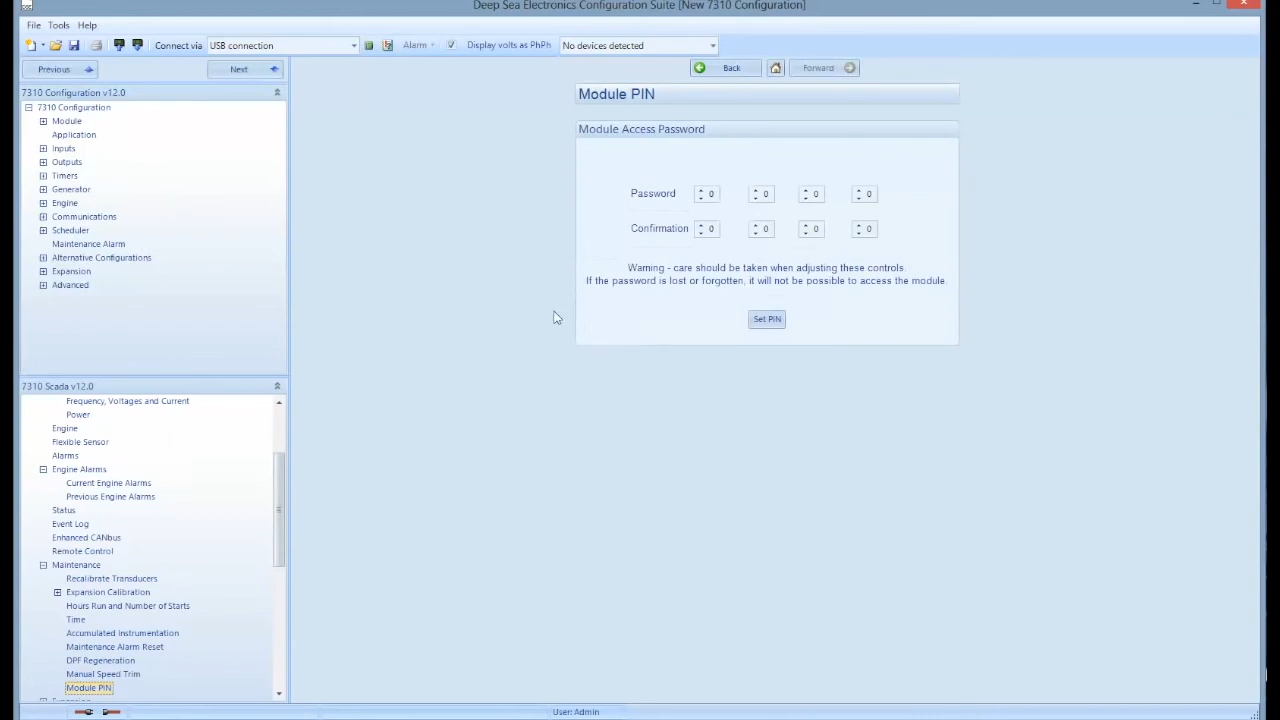 Deep Sea Electronics Configuration Suite [New 7310 Configuration]
File Tools Help
Connect via USB connection Alarm Display volts as PhPh No devices detected
Previous Next
Back Forward
7310 Configuration v12.0
7310 Configuration
Module
Application
Inputs
Outputs
Timers
Generator
Engine
Communications
Scheduler
Maintenance Alarm
Alternative Configurations
Expansion
Advanced
7310 Scada v12.0
Frequency, Voltages and Current
Power
Engine
Flexible Sensor
Alarms
Engine Alarms
Current Engine Alarms
Previous Engine Alarms
Status
Event Log
Enhanced CANbus
Remote Control
Maintenance
Recalibrate Transducers
Expansion Calibration
Hours Run and Number of Starts
Time
Accumulated Instrumentation
Maintenance Alarm Reset
DPF Regeneration
Manual Speed Trim
Module PIN
Expansion
Module PIN
Module Access Password
Password 0 0 0 0
Confirmation 0 0 0 0
Warning - care should be taken when adjusting these controls.
If the password is lost or forgotten, it will not be possible to access the module.
Set PIN
User: Admin